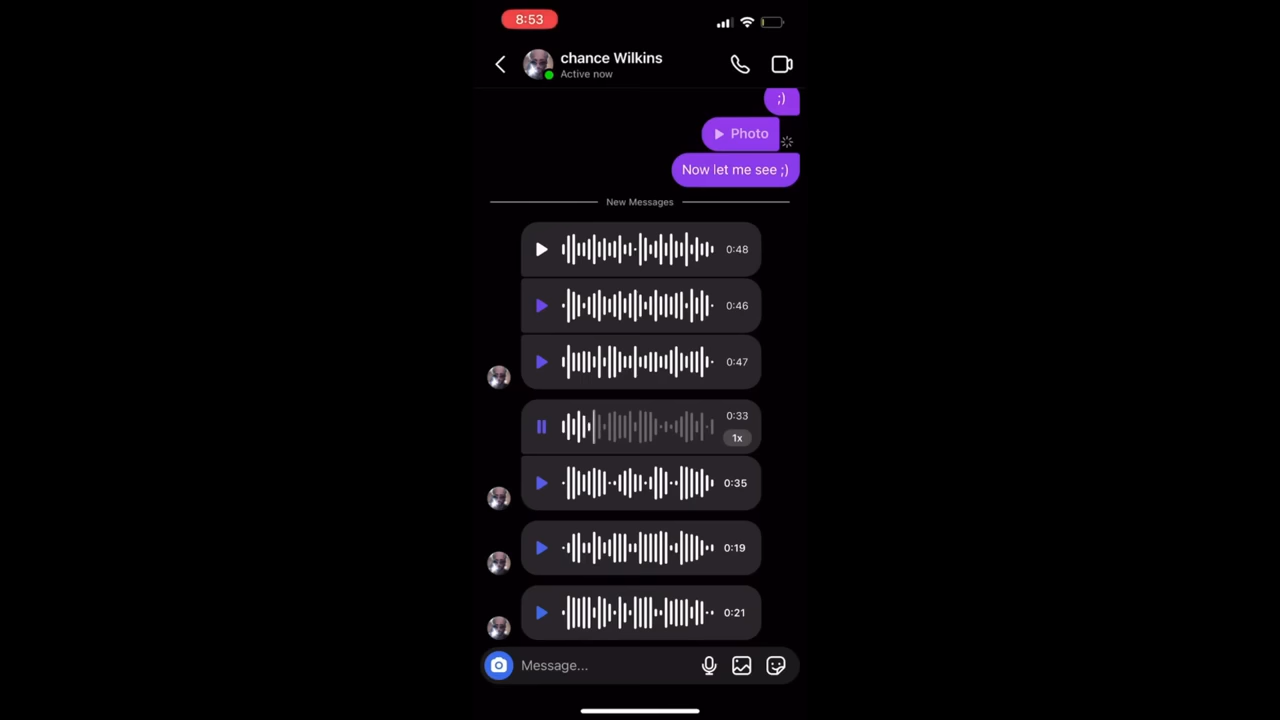 8:53
chance Wilkins
Active now
;)
Photo
Now let me see ;)
New Messages
0:48
0:46
0:47
0:33
1x
0:35
0:19
0:21
Message...